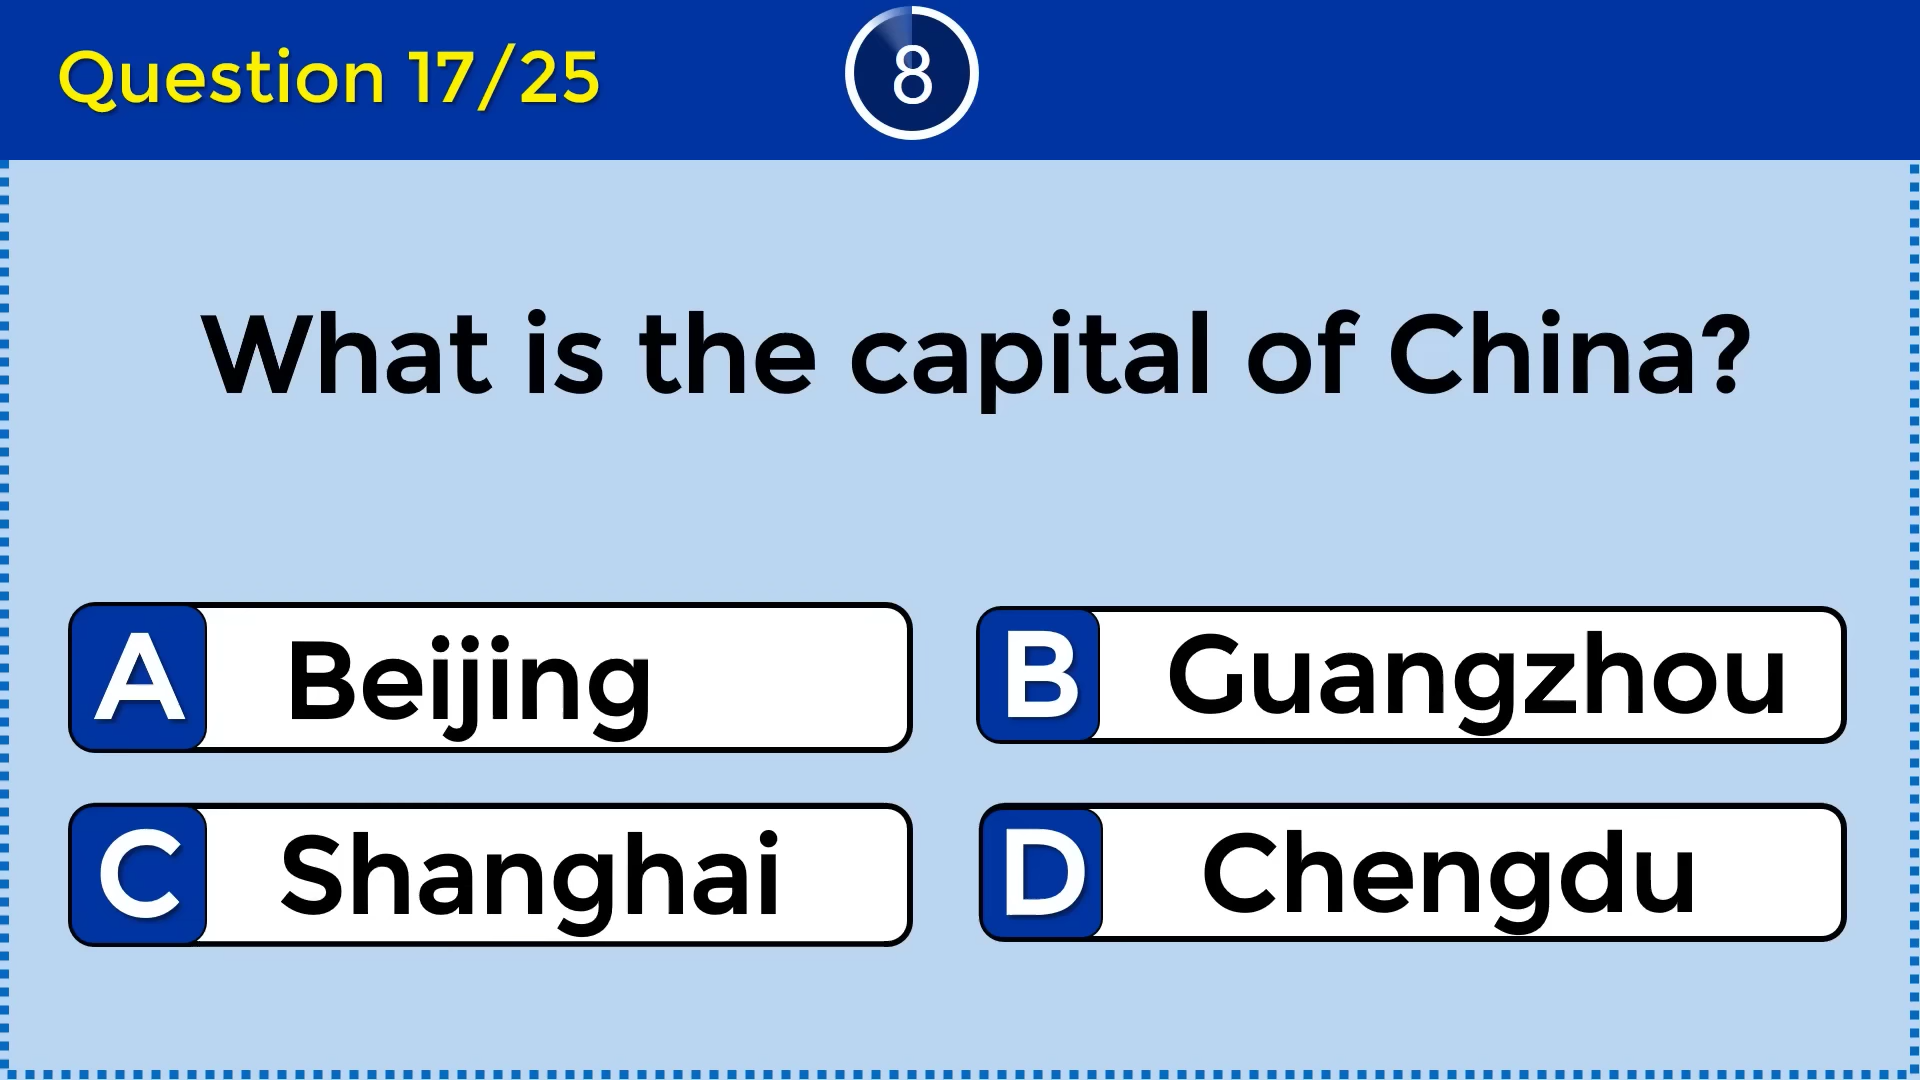 Question 17/25
8
What is the capital of China?
A Beijing
B Guangzhou
C Shanghai
D Chengdu